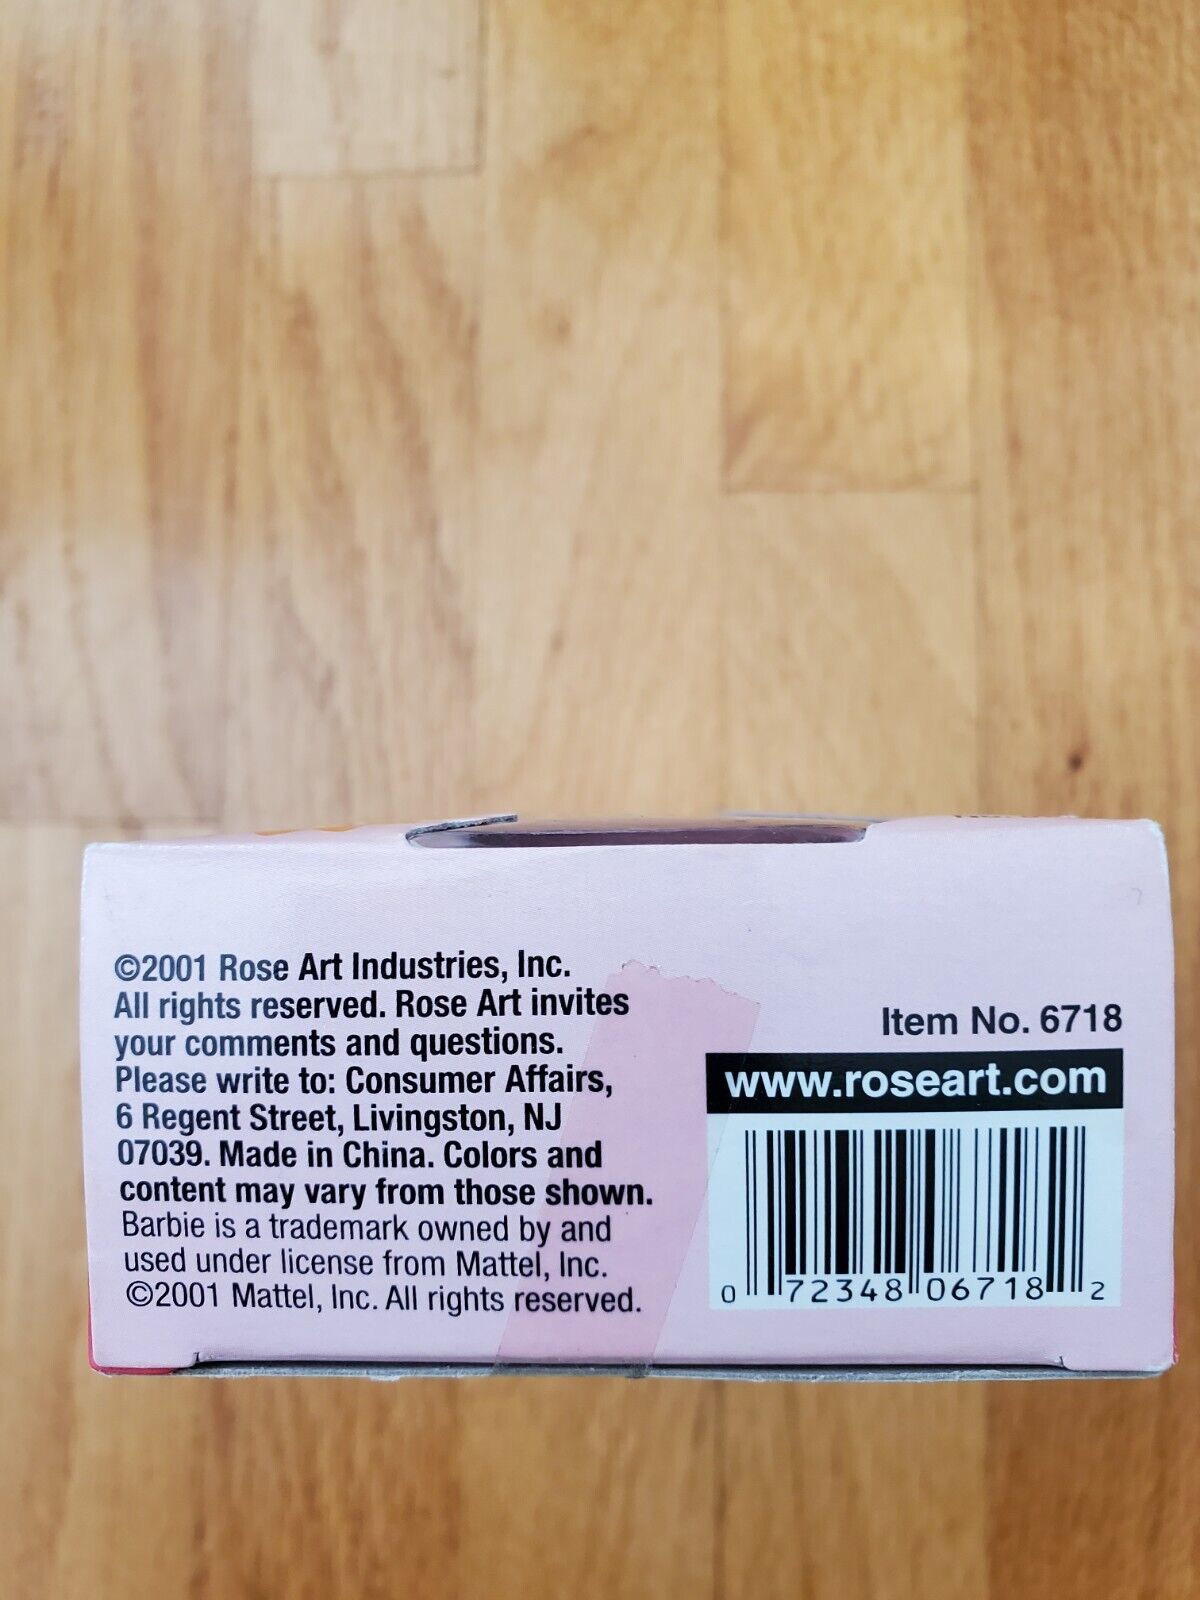 ©2001 Rose Art Industries, Inc.
All rights reserved. Rose Art invites
your comments and questions.
Please write to: Consumer Affairs,
6 Regent Street, Livingston, NJ
07039. Made in China. Colors and
content may vary from those shown.
Barbie is a trademark owned by and
used under license from Mattel, Inc.
©2001 Mattel, Inc. All rights reserved.
Item No. 6718
www.roseart.com
0 72348 06718 2